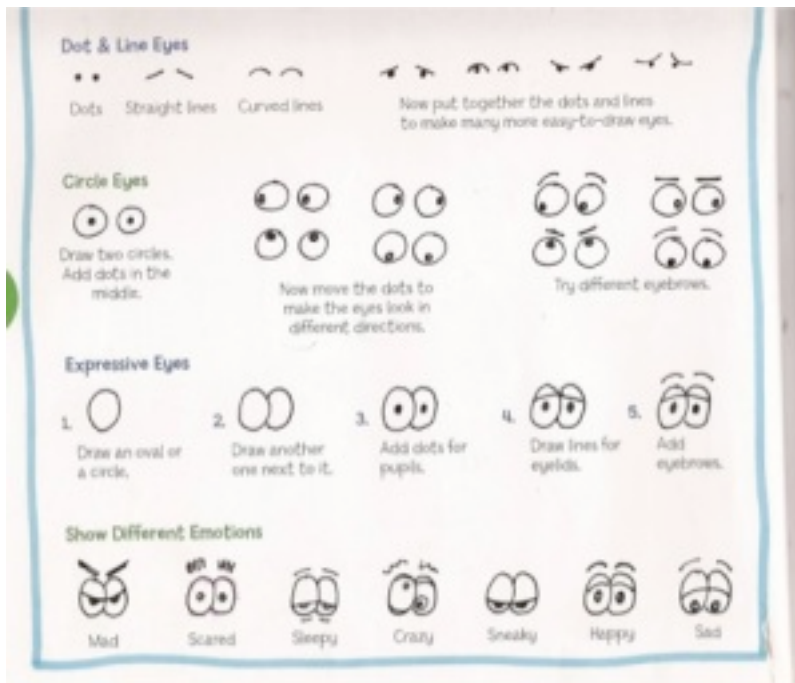 Dot & Line Eyes
Dots Straight lines Curved lines
Now put together the dots and lines
to make many more easy-to-draw eyes.
Circle Eyes
Draw two circles.
Add dots in the
middle.
Now move the dots to
make the eyes look in
different directions.
Try different eyebrows.
Expressive Eyes
1.
Draw an oval or
a circle.
2.
Draw another
one next to it.
3.
Add dots for
pupils.
4.
Draw lines for
eyelids.
5.
Add
eyebrows.
Show Different Emotions
Mad Scared Sleepy Crazy Sneaky Happy Sad